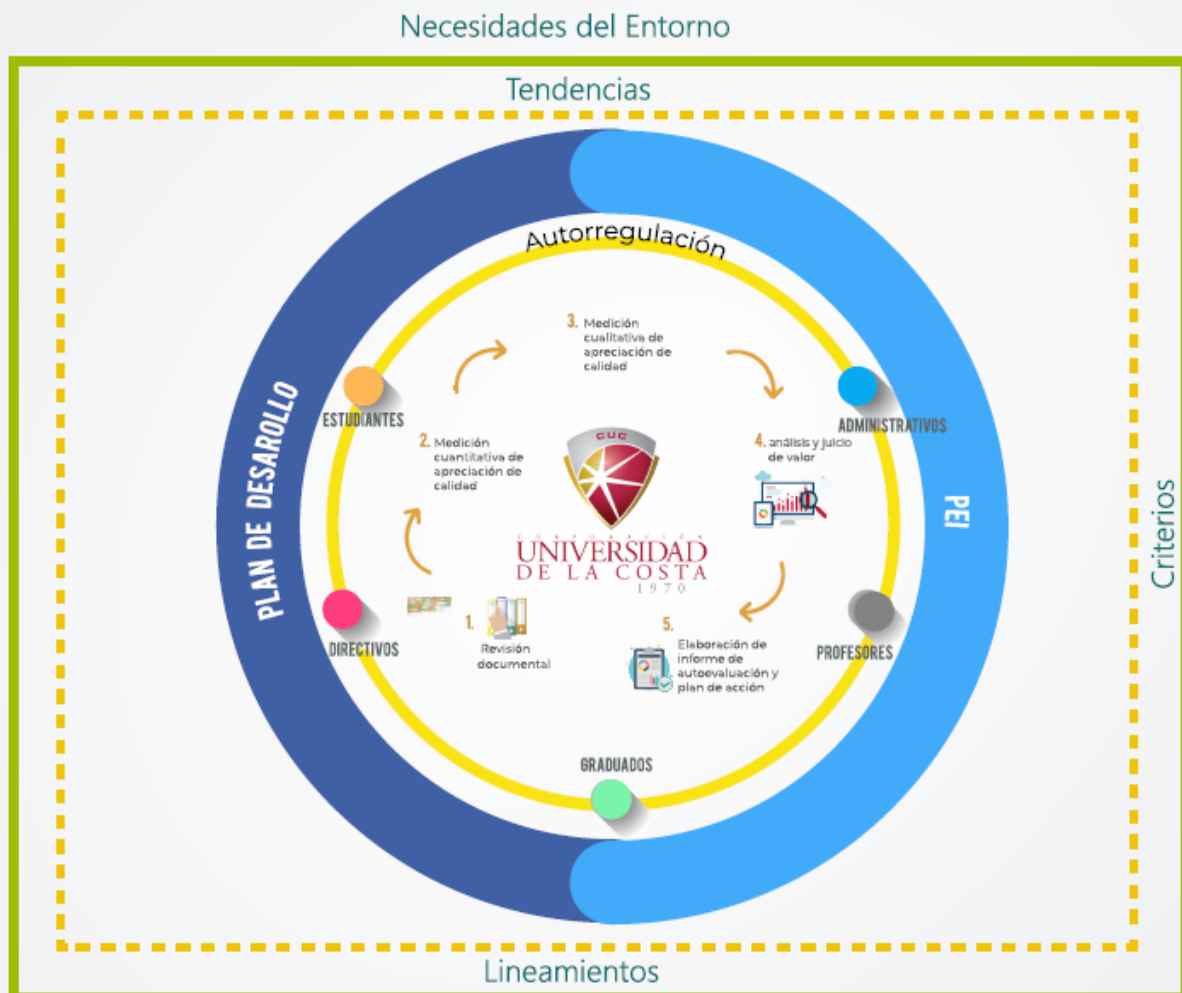 Necesidades del Entorno
Tendencias
Autorregulación
3. Medición
cualitativa de
apreciación de
calidad
ESTUDIANTES
ADMINISTRATIVOS
2. Medición
cuantitativa de
apreciación de
calidad
4. análisis y juicio
de valor
CUC
PLAN DE DESAROLLO
PEI
Criterios
CORPORACIÓN
UNIVERSIDAD
DE LA COSTA
1970
DIRECTIVOS
1.
Revisión
documental
5.
Elaboración de
informe de
autoevaluación y
plan de acción
PROFESORES
GRADUADOS
Lineamientos